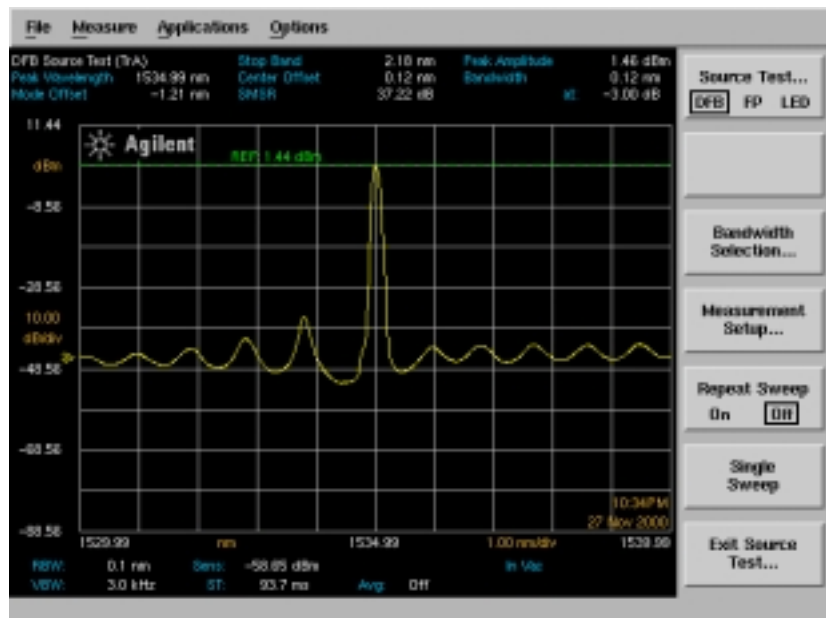 File Measure Applications Options
DFB Source Test (TrA) Stop Band 2.18 nm Peak Amplitude 1.46 dBm
Peak Wavelength 1534.99 nm Center Offset 0.12 nm Bandwidth 0.12 nm
Mode Offset -1.21 nm SMSR 37.22 dB at: -3.00 dB
11.44
Agilent
REF: 1.44 dBm
dBm
-8.56
-28.56
10.00
dB/div
-48.56
-68.56
-88.56
10:34PM
27 Nov 2000
1529.99 nm 1534.99 1.00 nm/div 1539.99
RBW: 0.1 nm Sens: -58.65 dBm In Vac
VBW: 3.0 kHz ST: 93.7 ms Avg: Off
Source Test...
DFB FP LED
Bandwidth
Selection...
Measurement
Setup...
Repeat Sweep
On Off
Single
Sweep
Exit Source
Test...